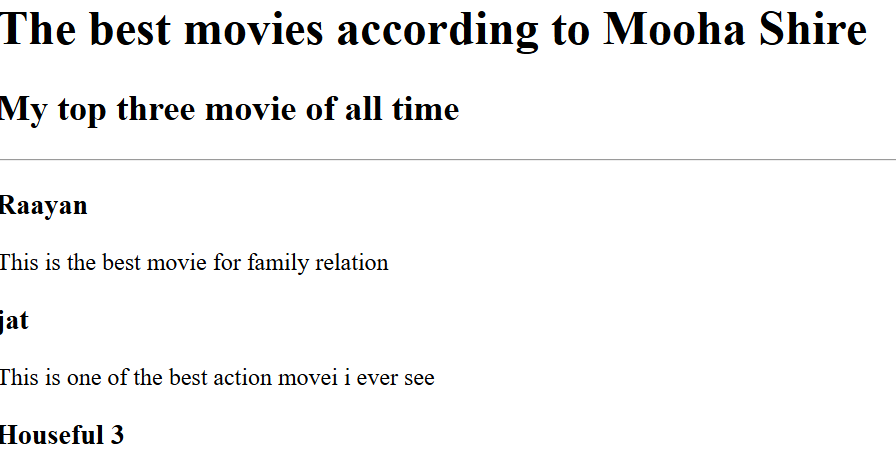 The best movies according to Mooha Shire
My top three movie of all time
Raayan
This is the best movie for family relation
jat
This is one of the best action movei i ever see
Houseful 3